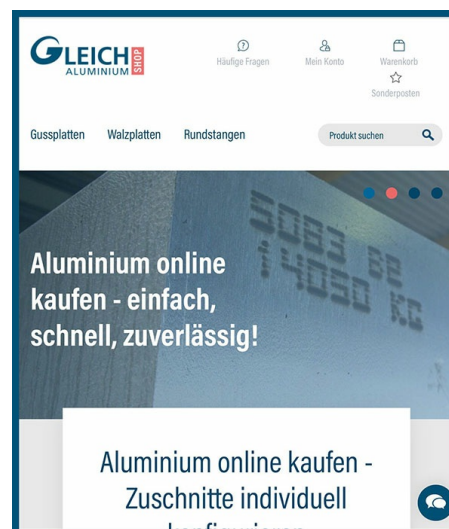 GLEICH
ALUMINIUM
SHOP
Häufige Fragen
Mein Konto
Warenkorb
Sonderposten
Gussplatten
Walzplatten
Rundstangen
Produkt suchen
5083
14050 KG
Aluminium online
kaufen - einfach,
schnell, zuverlässig!
Aluminium online kaufen -
Zuschnitte individuell
konfigurieren